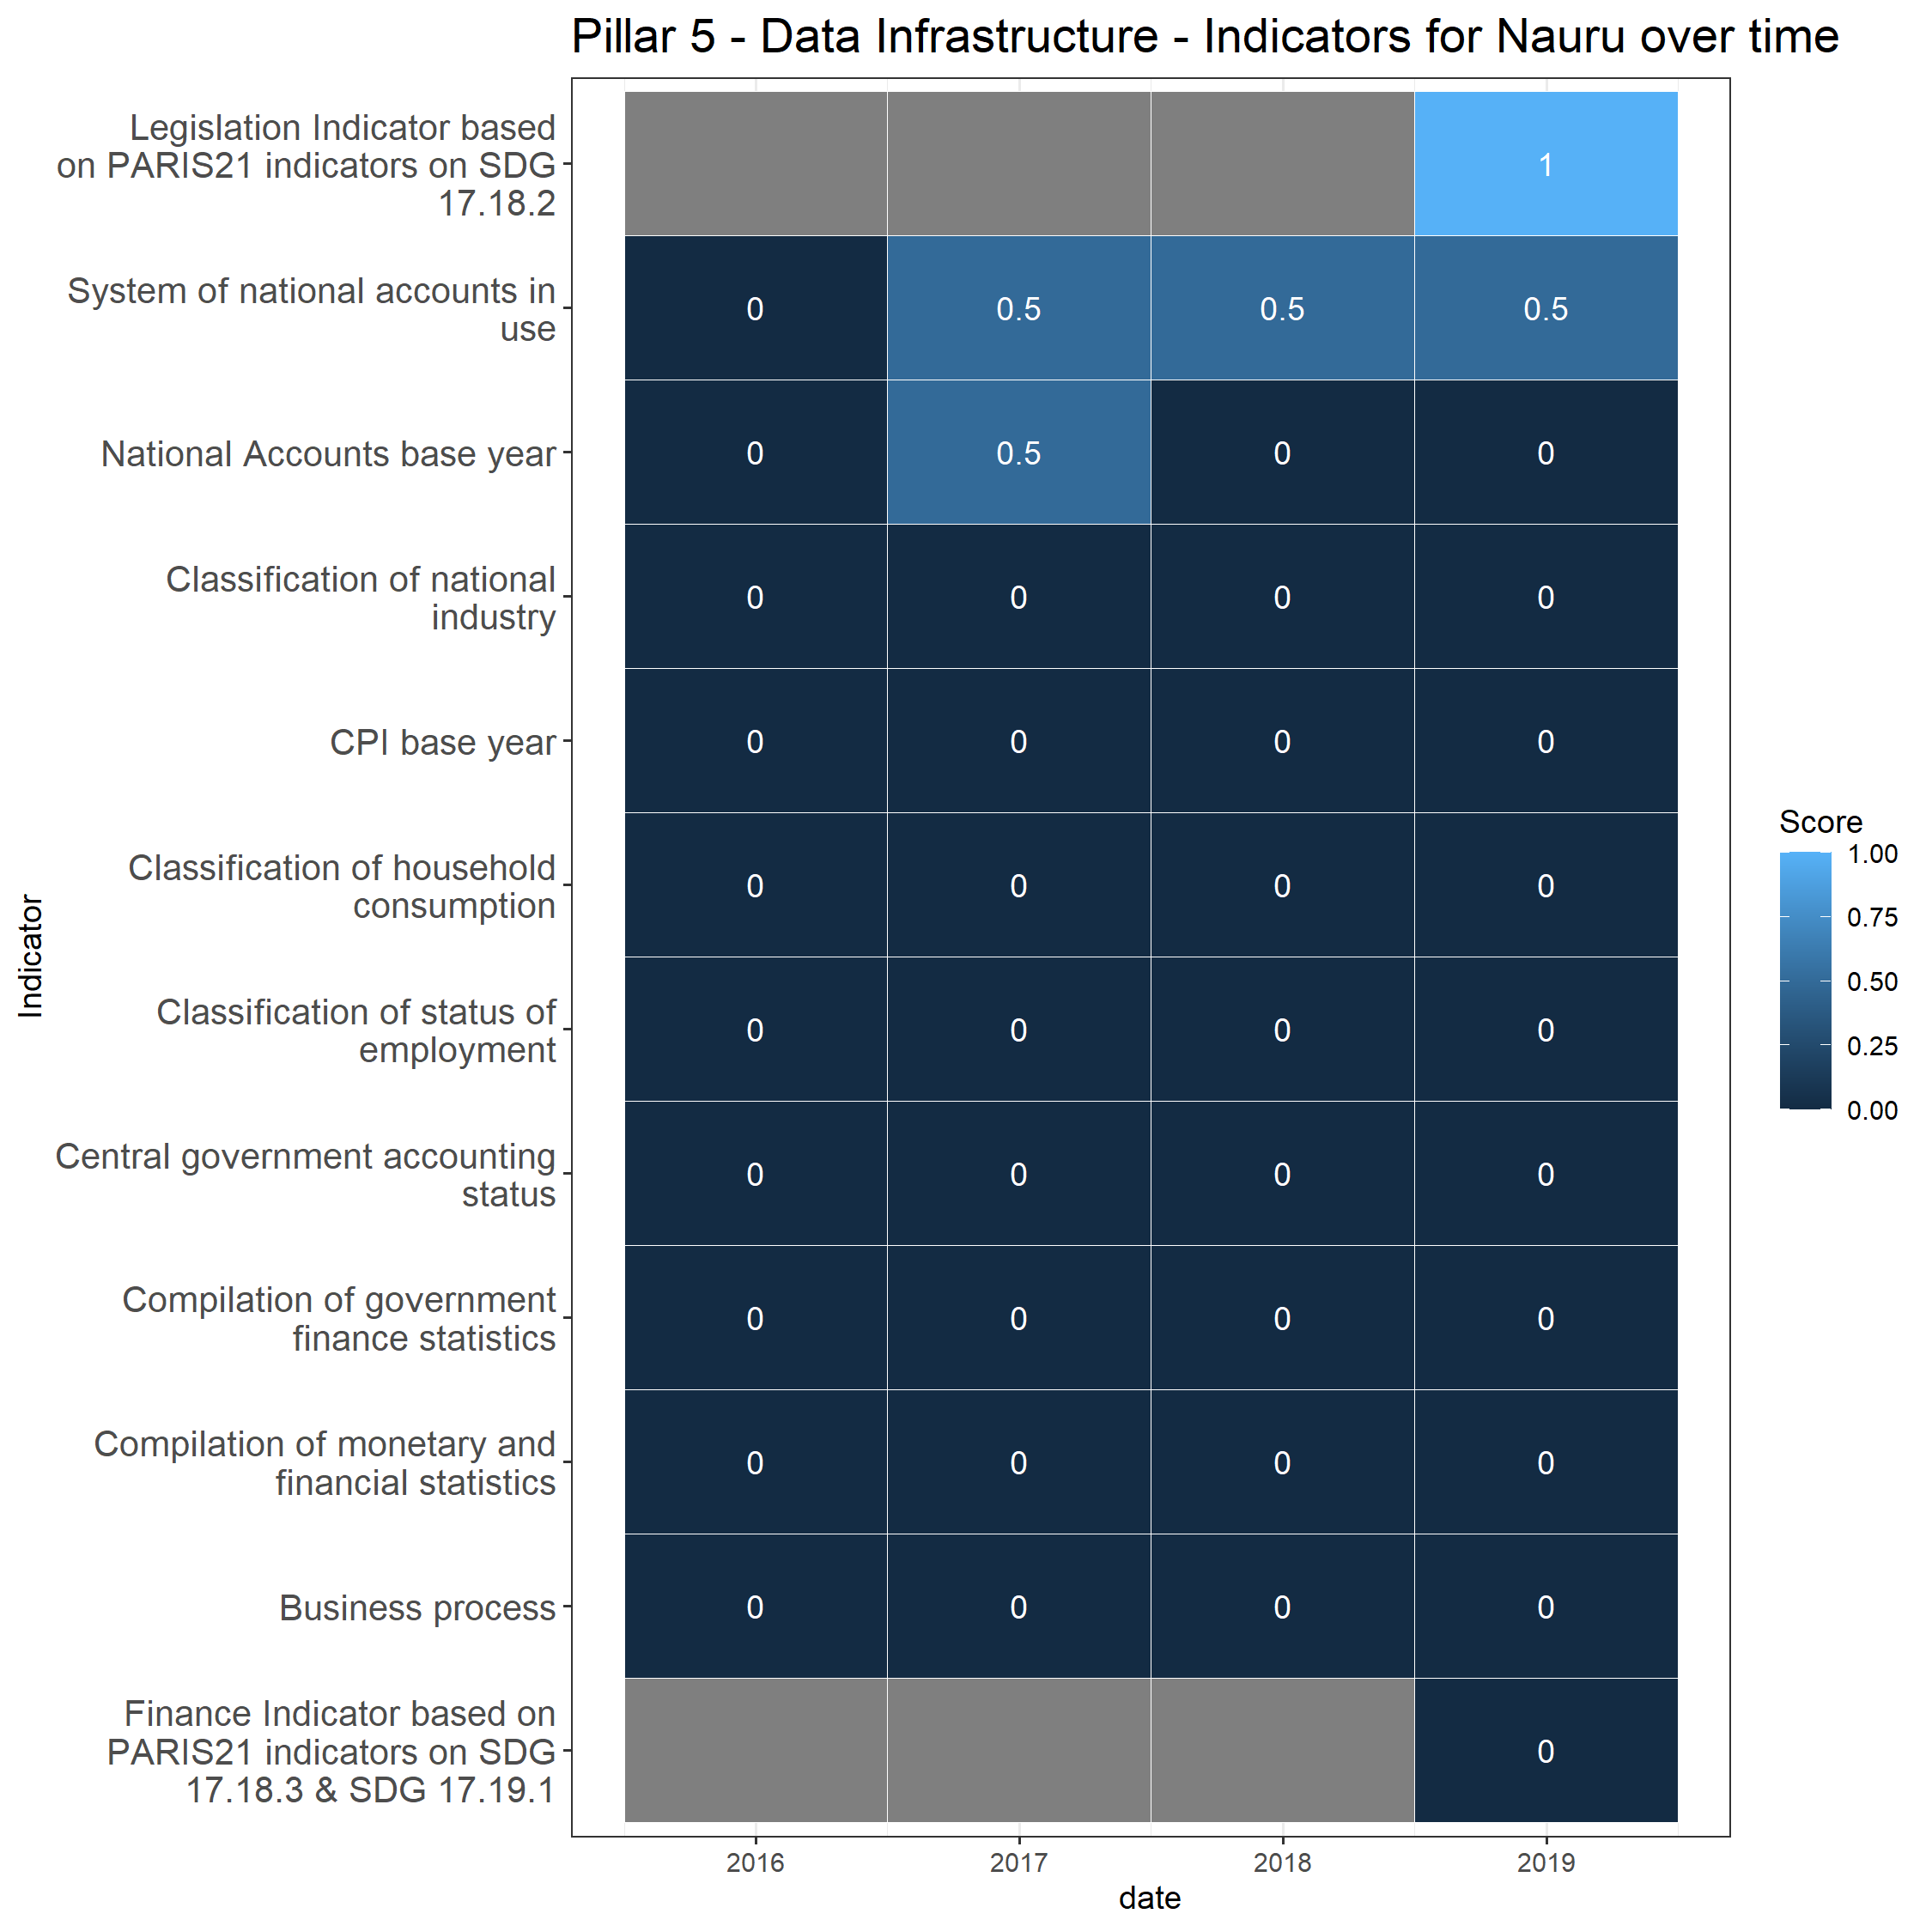 Pillar 5 - Data Infrastructure - Indicators for Nauru over time
Legislation Indicator based
on PARIS21 indicators on SDG
17.18.2
1
System of national accounts in
use
0 0.5 0.5 0.5
National Accounts base year
0 0.5 0 0
Classification of national
industry
0 0 0 0
CPI base year
0 0 0 0
Classification of household
consumption
0 0 0 0
Classification of status of
employment
0 0 0 0
Central government accounting
status
0 0 0 0
Compilation of government
finance statistics
0 0 0 0
Compilation of monetary and
financial statistics
0 0 0 0
Business process
0 0 0 0
Finance Indicator based on
PARIS21 indicators on SDG
17.18.3 & SDG 17.19.1
0
2016 2017 2018 2019
date
Indicator
Score
1.00
0.75
0.50
0.25
0.00